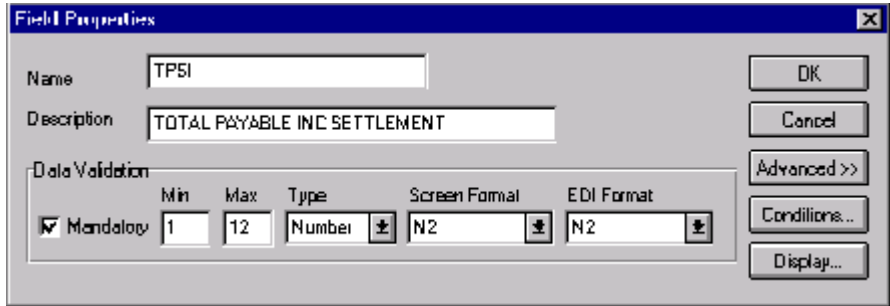 Field Properties
Name TPSI
OK
Description TOTAL PAYABLE INC SETTLEMENT
Cancel
Data Validation
Advanced >>
Min Max Type Screen Format EDI Format
Mandatory 1 12 Number N2 N2
Conditions...
Display...